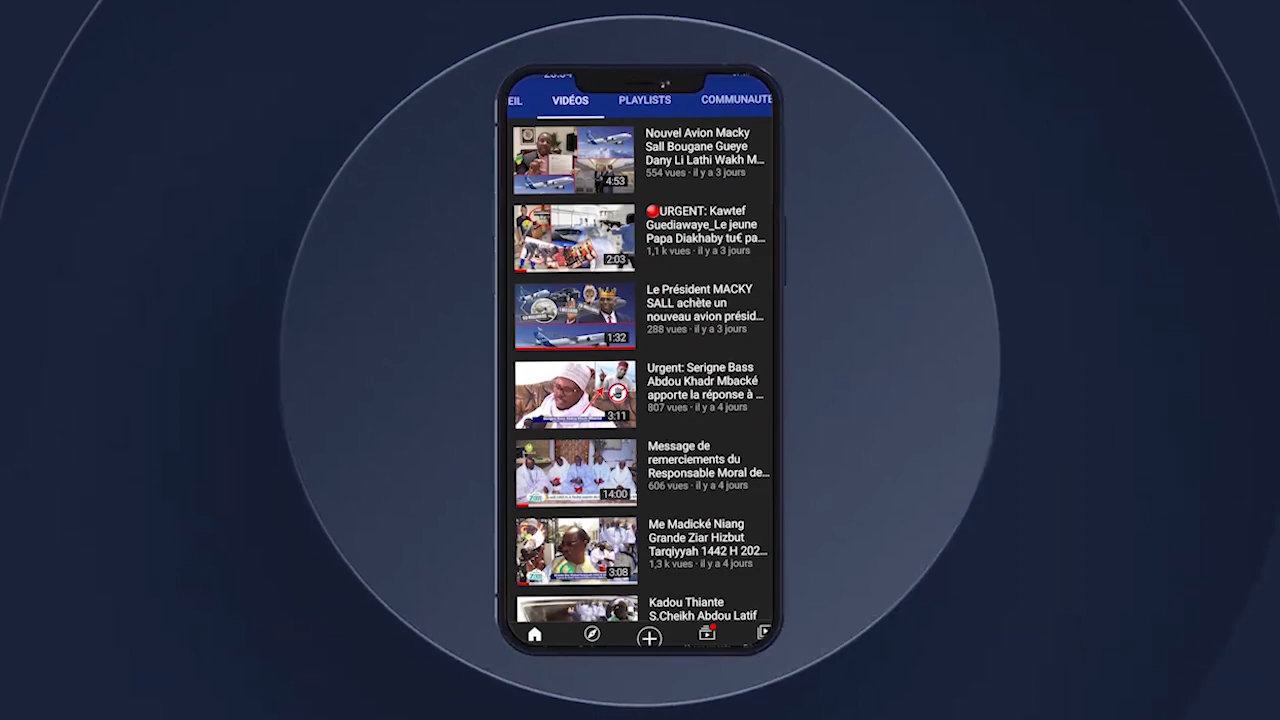 EIL VIDÉOS PLAYLISTS COMMUNAUTE
Nouvel Avion Macky
Sall Bougane Gueye
Dany Li Lathi Wakh M...
554 vues · il y a 3 jours
4:53
URGENT: Kawtef
Guediawaye_Le jeune
Papa Diakhaby tu€ pa...
1,1 k vues · il y a 3 jours
2:03
Le Président MACKY
SALL achète un
nouveau avion présid...
288 vues · il y a 3 jours
1:32
Urgent: Serigne Bass
Abdou Khadr Mbacké
apporte la réponse à ...
807 vues · il y a 4 jours
3:11
Message de
remerciements du
Responsable Moral de...
606 vues · il y a 4 jours
14:00
Me Madické Niang
Grande Ziar Hizbut
Tarqiyyah 1442 H 202...
1,3 k vues · il y a 4 jours
3:08
Kadou Thiante
S.Cheikh Abdou Latif